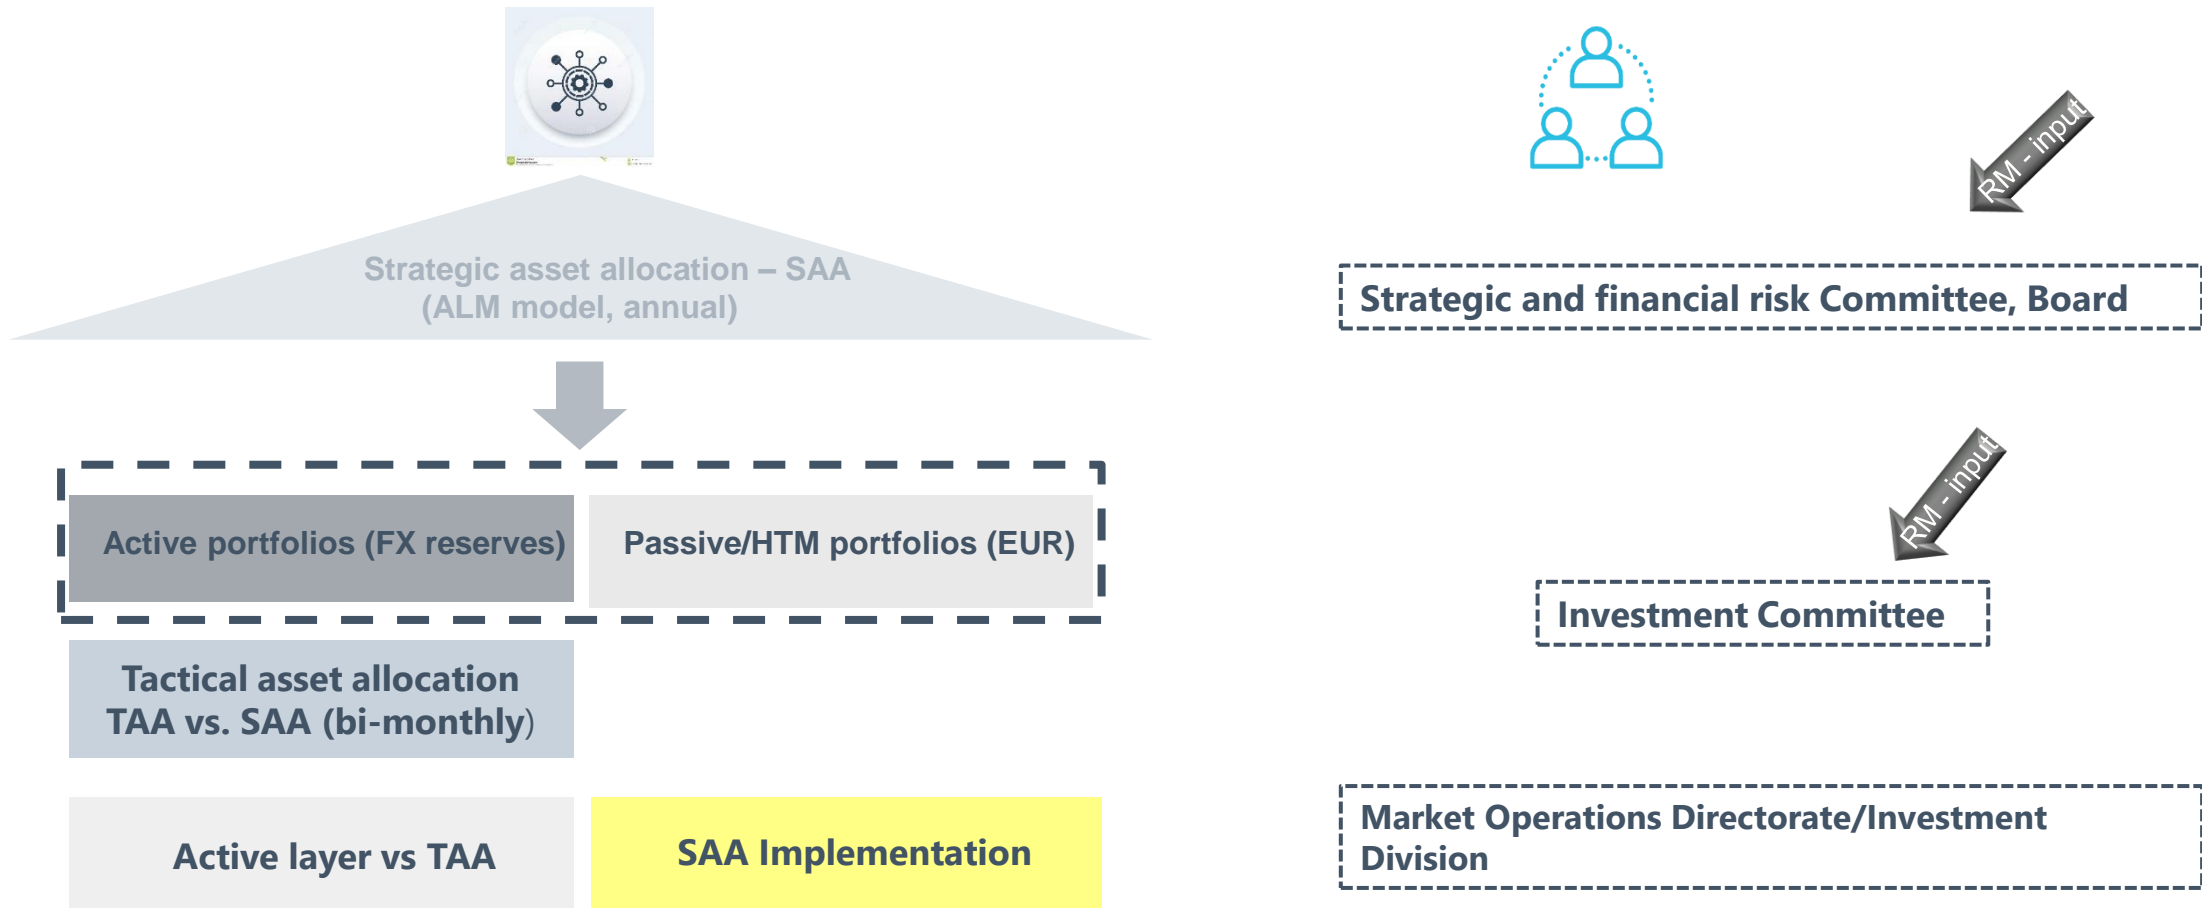 Strategic asset allocation – SAA
(ALM model, annual)
Active portfolios (FX reserves)
Passive/HTM portfolios (EUR)
Tactical asset allocation
TAA vs. SAA (bi-monthly)
Active layer vs TAA
SAA Implementation
RM - input
Strategic and financial risk Committee, Board
RM - input
Investment Committee
Market Operations Directorate/Investment
Division